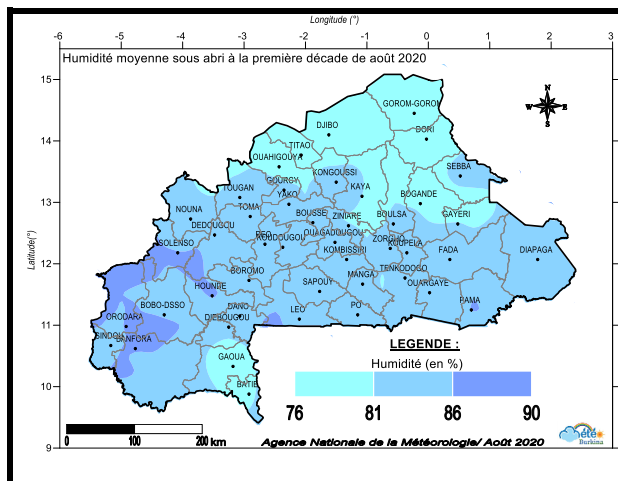 Longitude (°)
-6 -5 -4 -3 -2 -1 0 1 2 3
Humidité moyenne sous abri à la première décade de août 2020
15
14
13
12
11
10
9
Latitude(°)
N
W E
S
GOROM-GOROM
DJIBO
DORI
TITAO
OUAHIGOUYA
KONGOUSSI
SEBBA
GOURCY
KAYA
TOUGAN
YAKO
BOGANDE
NOUNA
TOMA
BOUSSE
ZINIARE
BOULSA
GAYERI
DEDOUGOU
REO
OUAGADOUGOU
KOUDOUGOU
ZORGHO
SOLENSO
KOMBISSIRI
KOUPELA
FADA
DIAPAGA
BOROMO
MANGA
TENKODOGO
HOUNDE
SAPOUY
OUARGAYE
BOBO-DSSO
DANO
LEO
PO
PAMA
ORODARA
DIEBOUGOU
SINDOU
BANFORA
GAOUA
BATIE
LEGENDE :
Humidité (en %)
76 81 86 90
0 100 200 km
Agence Nationale de la Météorologie/ Août 2020
météo
Burkina